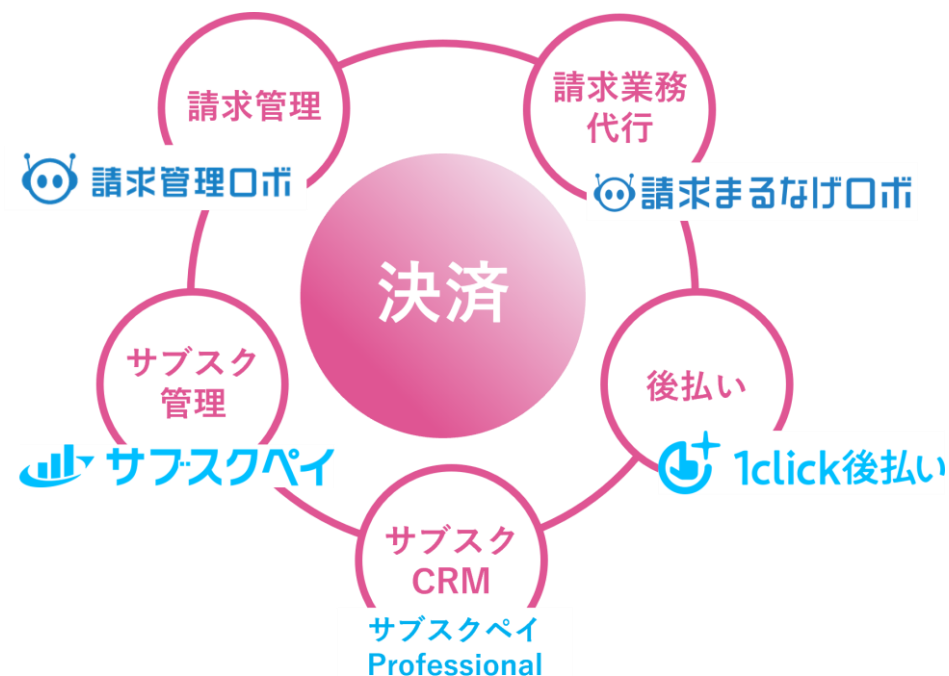 請求管理
請求管理ロボ
請求業務
代行
請求まるなげロボ
決済
サブスク
管理
サブスクペイ
後払い
1click後払い
サブスク
CRM
サブスクペイ
Professional